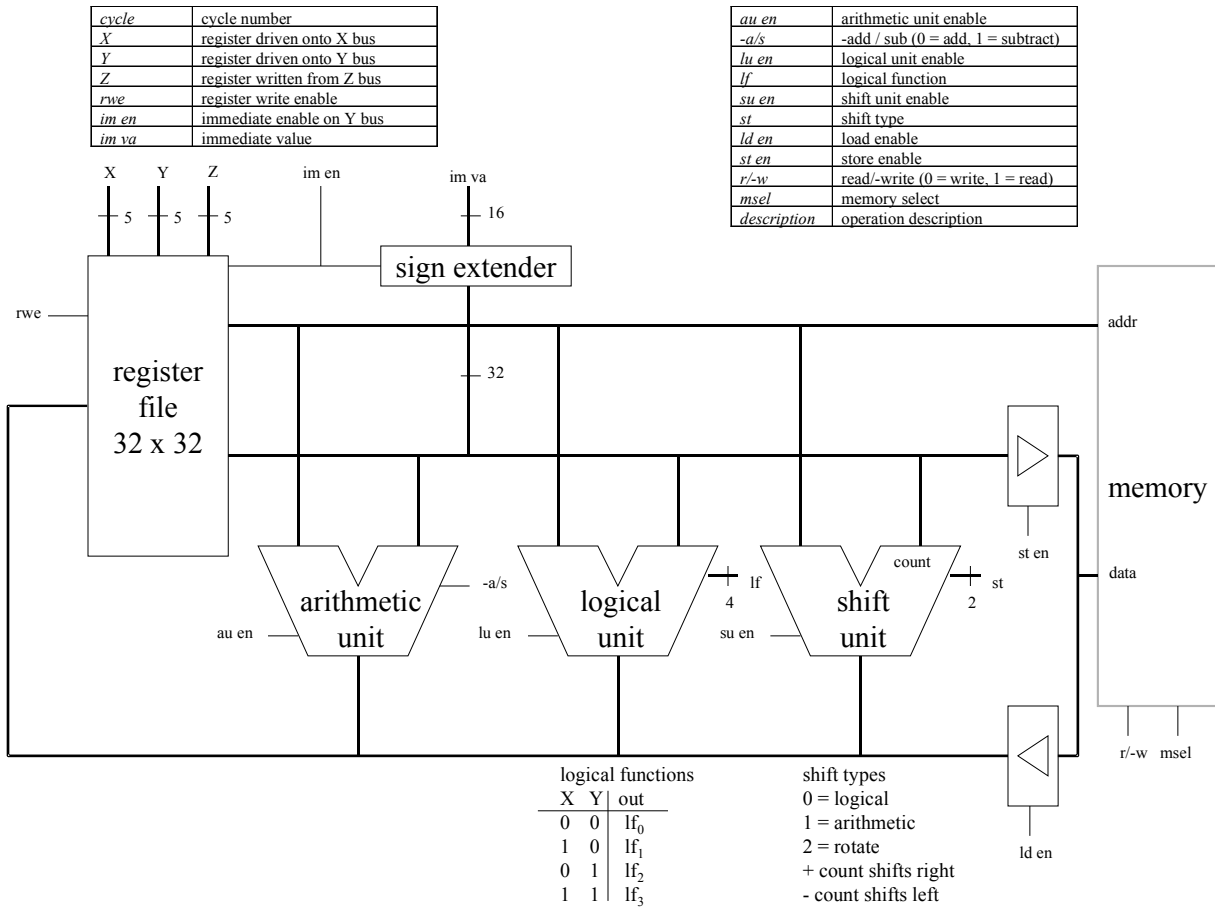 cycle cycle number
X register driven onto X bus
Y register driven onto Y bus
Z register written from Z bus
rwe register write enable
im en immediate enable on Y bus
im va immediate value
au en arithmetic unit enable
-a/s -add / sub (0 = add, 1 = subtract)
lu en logical unit enable
lf logical function
su en shift unit enable
st shift type
ld en load enable
st en store enable
r/-w read/-write (0 = write, 1 = read)
msel memory select
description operation description
X Y Z im en im va
5 5 5 16
sign extender
rwe
addr
register
file
32 x 32
32
memory
st en
count
data
-a/s lf st
4 2
arithmetic
unit
logical
unit
shift
unit
au en lu en su en
r/-w msel
ld en
logical functions
X Y out
0 0 lf0
1 0 lf1
0 1 lf2
1 1 lf3
shift types
0 = logical
1 = arithmetic
2 = rotate
+ count shifts right
- count shifts left